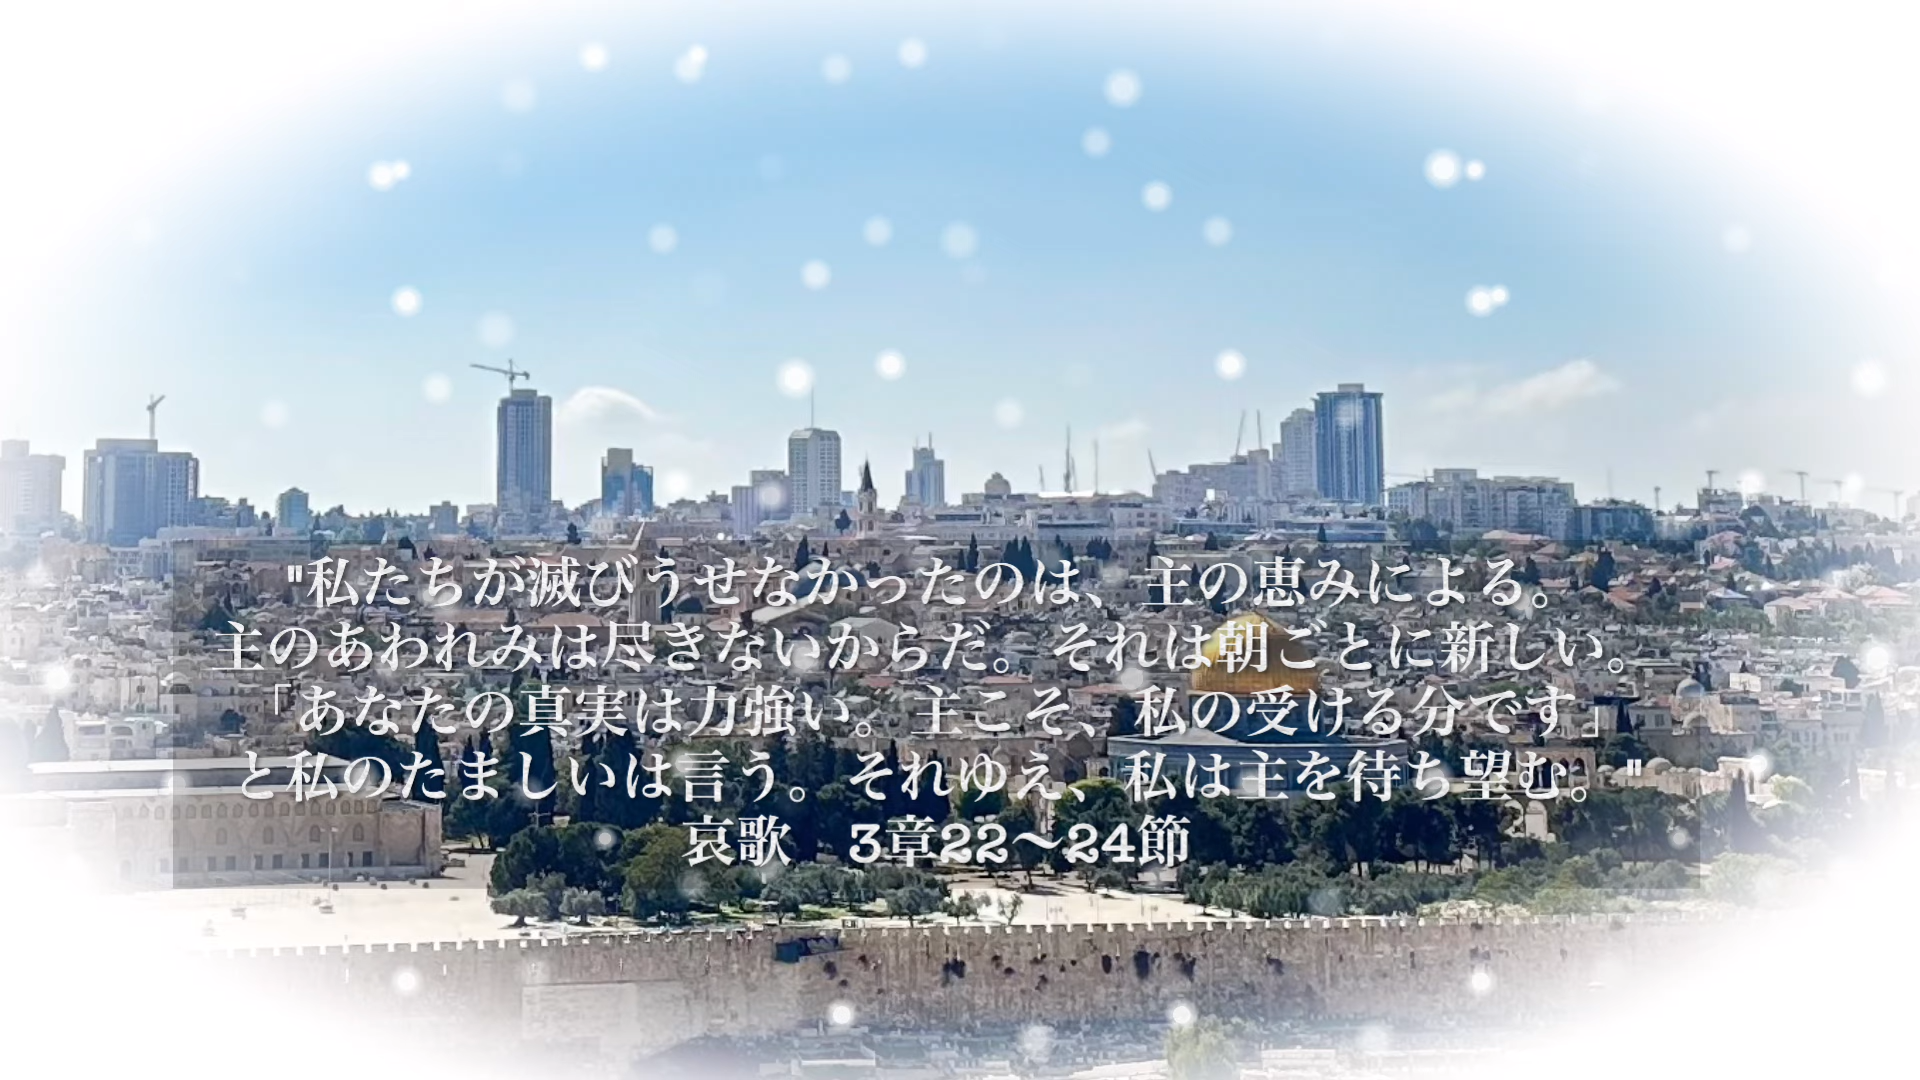 "私たちが滅びうせなかったのは、主の恵みによる。
主のあわれみは尽きないからだ。それは朝ごとに新しい。
「あなたの真実は力強い。主こそ、私の受ける分です」
と私のたましいは言う。それゆえ、私は主を待ち望む。"
哀歌　3章22〜24節